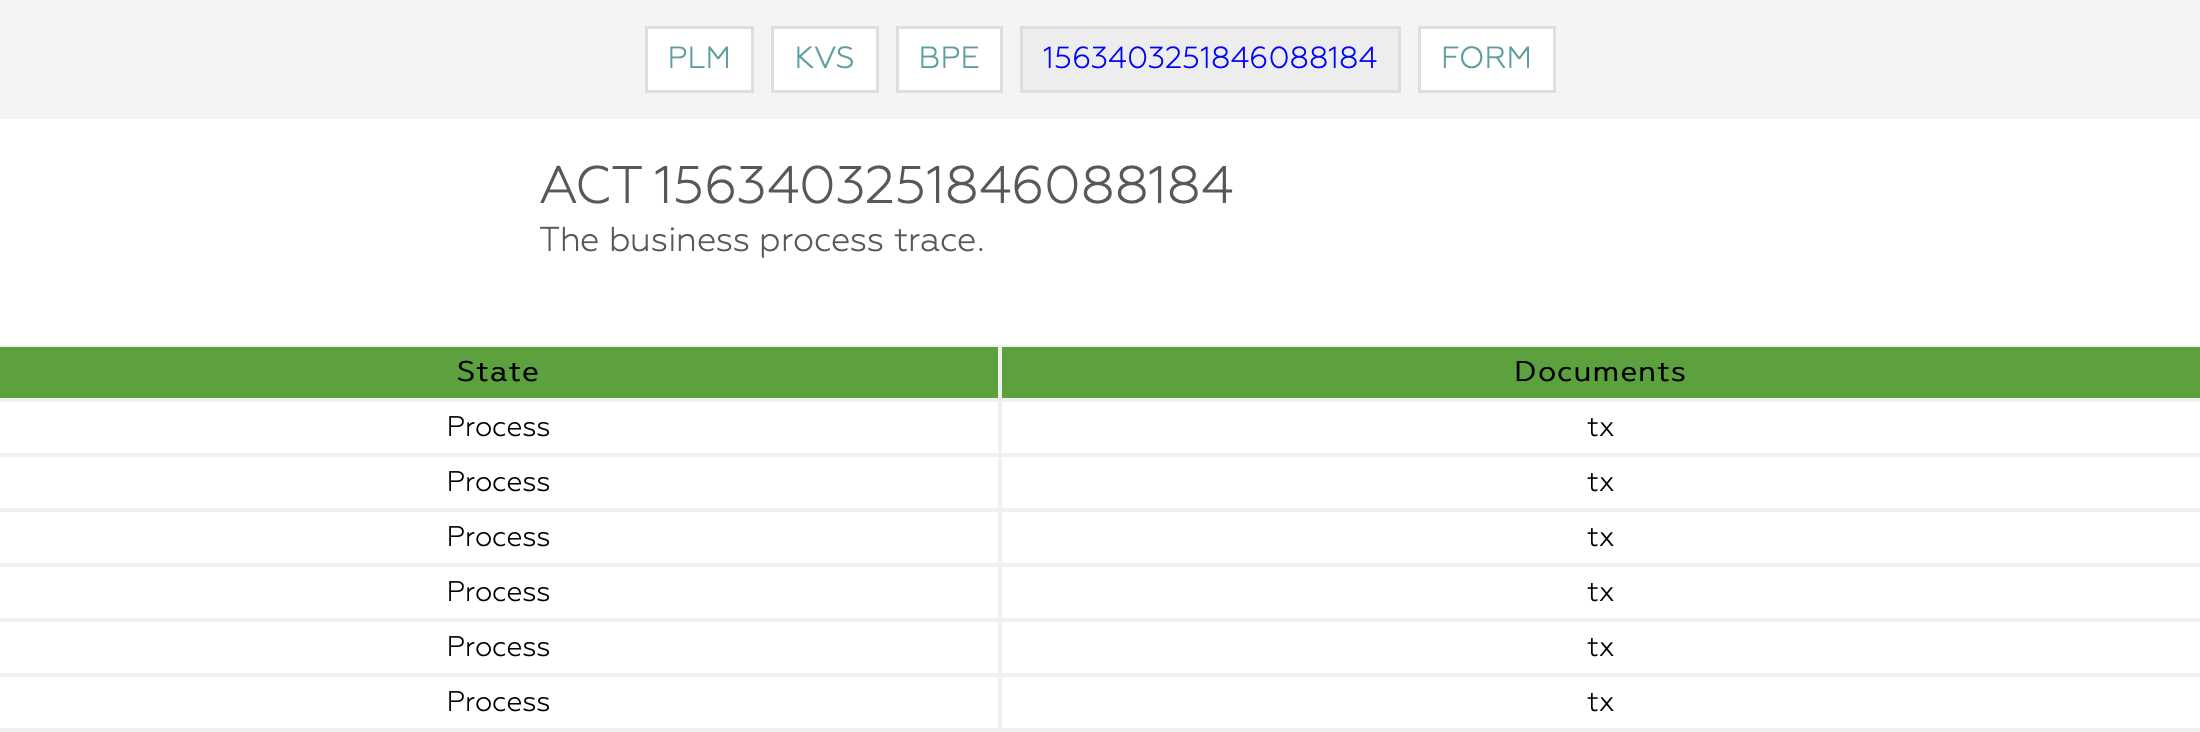 PLM KVS BPE 1563403251846088184 FORM
ACT 1563403251846088184
The business process trace.
State Documents
Process tx
Process tx
Process tx
Process tx
Process tx
Process tx